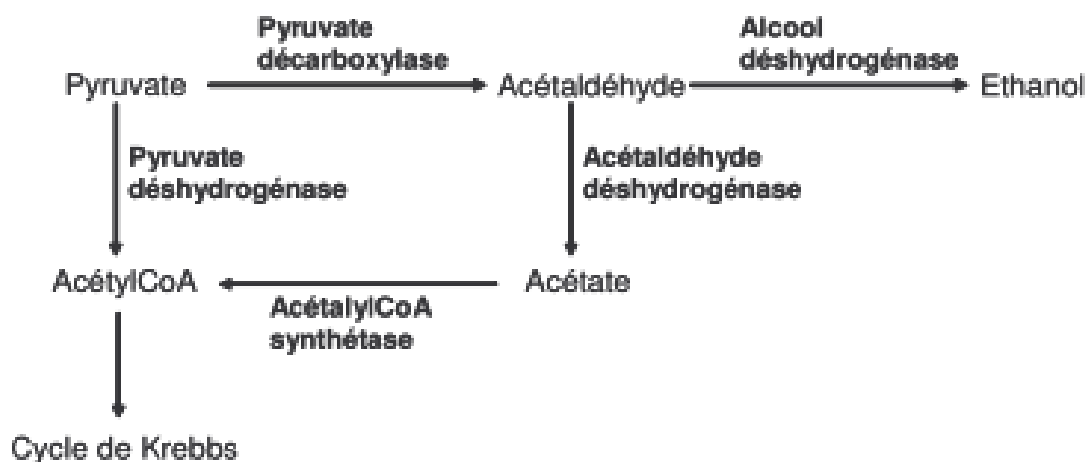 Pyruvate
décarboxylase
Alcool
déshydrogénase
Pyruvate
Acétaldéhyde
Ethanol
Pyruvate
déshydrogénase
Acétaldéhyde
déshydrogénase
AcétylCoA
Acétate
AcétalylCoA
synthétase
Cycle de Krebbs